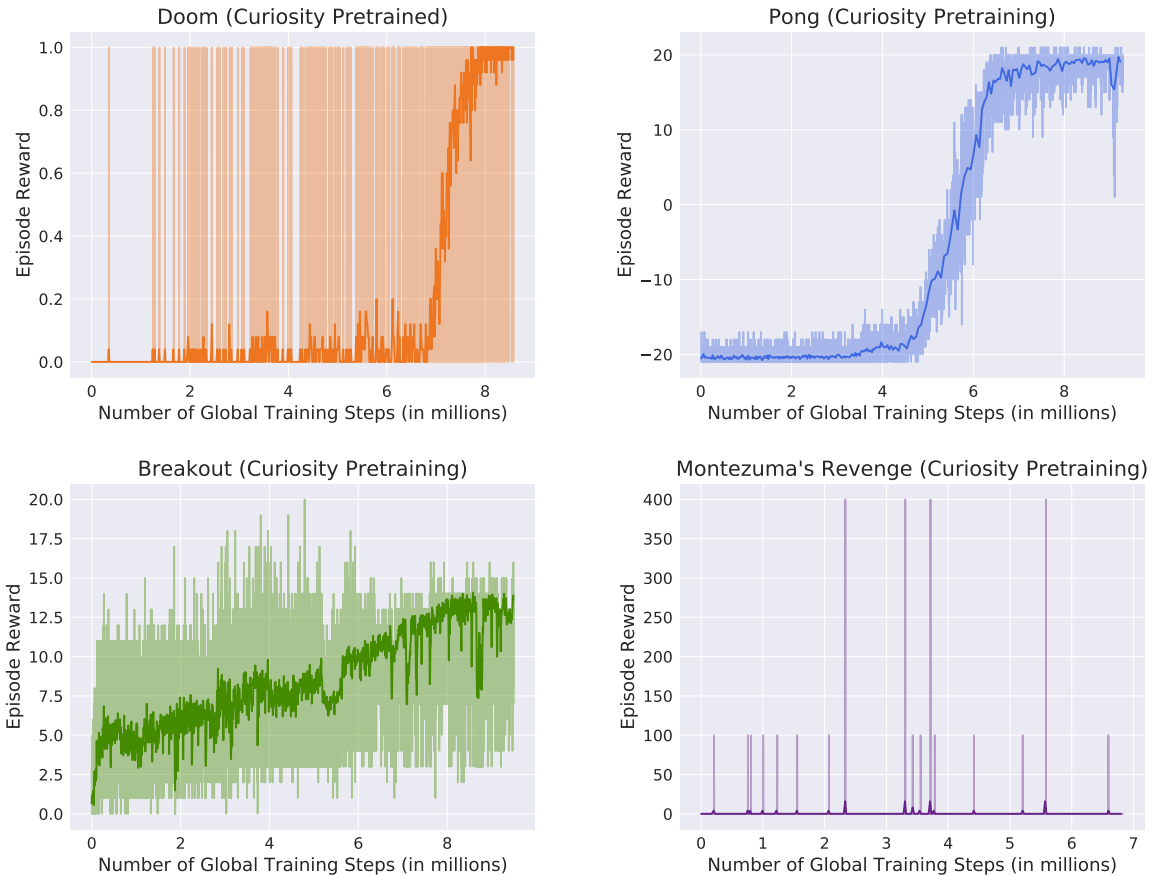 Doom (Curiosity Pretrained)
1.0
0.8
0.6
0.4
0.2
0.0
Episode Reward
0 2 4 6 8
Number of Global Training Steps (in millions)
Pong (Curiosity Pretraining)
20
10
0
−10
−20
Episode Reward
0 2 4 6 8
Number of Global Training Steps (in millions)
Breakout (Curiosity Pretraining)
20.0
17.5
15.0
12.5
10.0
7.5
5.0
2.5
0.0
Episode Reward
0 2 4 6 8
Number of Global Training Steps (in millions)
Montezuma's Revenge (Curiosity Pretraining)
400
350
300
250
200
150
100
50
0
Episode Reward
0 1 2 3 4 5 6 7
Number of Global Training Steps (in millions)